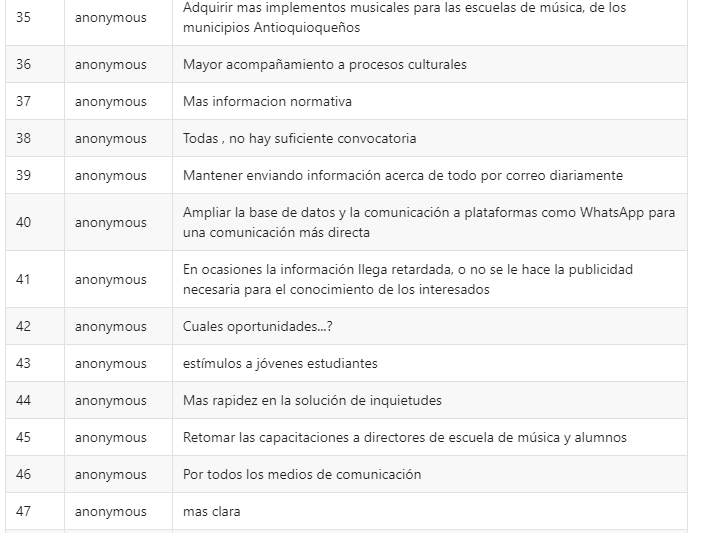 35 anonymous Adquirir mas implementos musicales para las escuelas de música, de los
municipios Antioquioqueños
36 anonymous Mayor acompañamiento a procesos culturales
37 anonymous Mas informacion normativa
38 anonymous Todas , no hay suficiente convocatoria
39 anonymous Mantener enviando información acerca de todo por correo diariamente
40 anonymous Ampliar la base de datos y la comunicación a plataformas como WhatsApp para
una comunicación más directa
41 anonymous En ocasiones la información llega retardada, o no se le hace la publicidad
necesaria para el conocimiento de los interesados
42 anonymous Cuales oportunidades...?
43 anonymous estímulos a jóvenes estudiantes
44 anonymous Mas rapidez en la solución de inquietudes
45 anonymous Retomar las capacitaciones a directores de escuela de música y alumnos
46 anonymous Por todos los medios de comunicación
47 anonymous mas clara